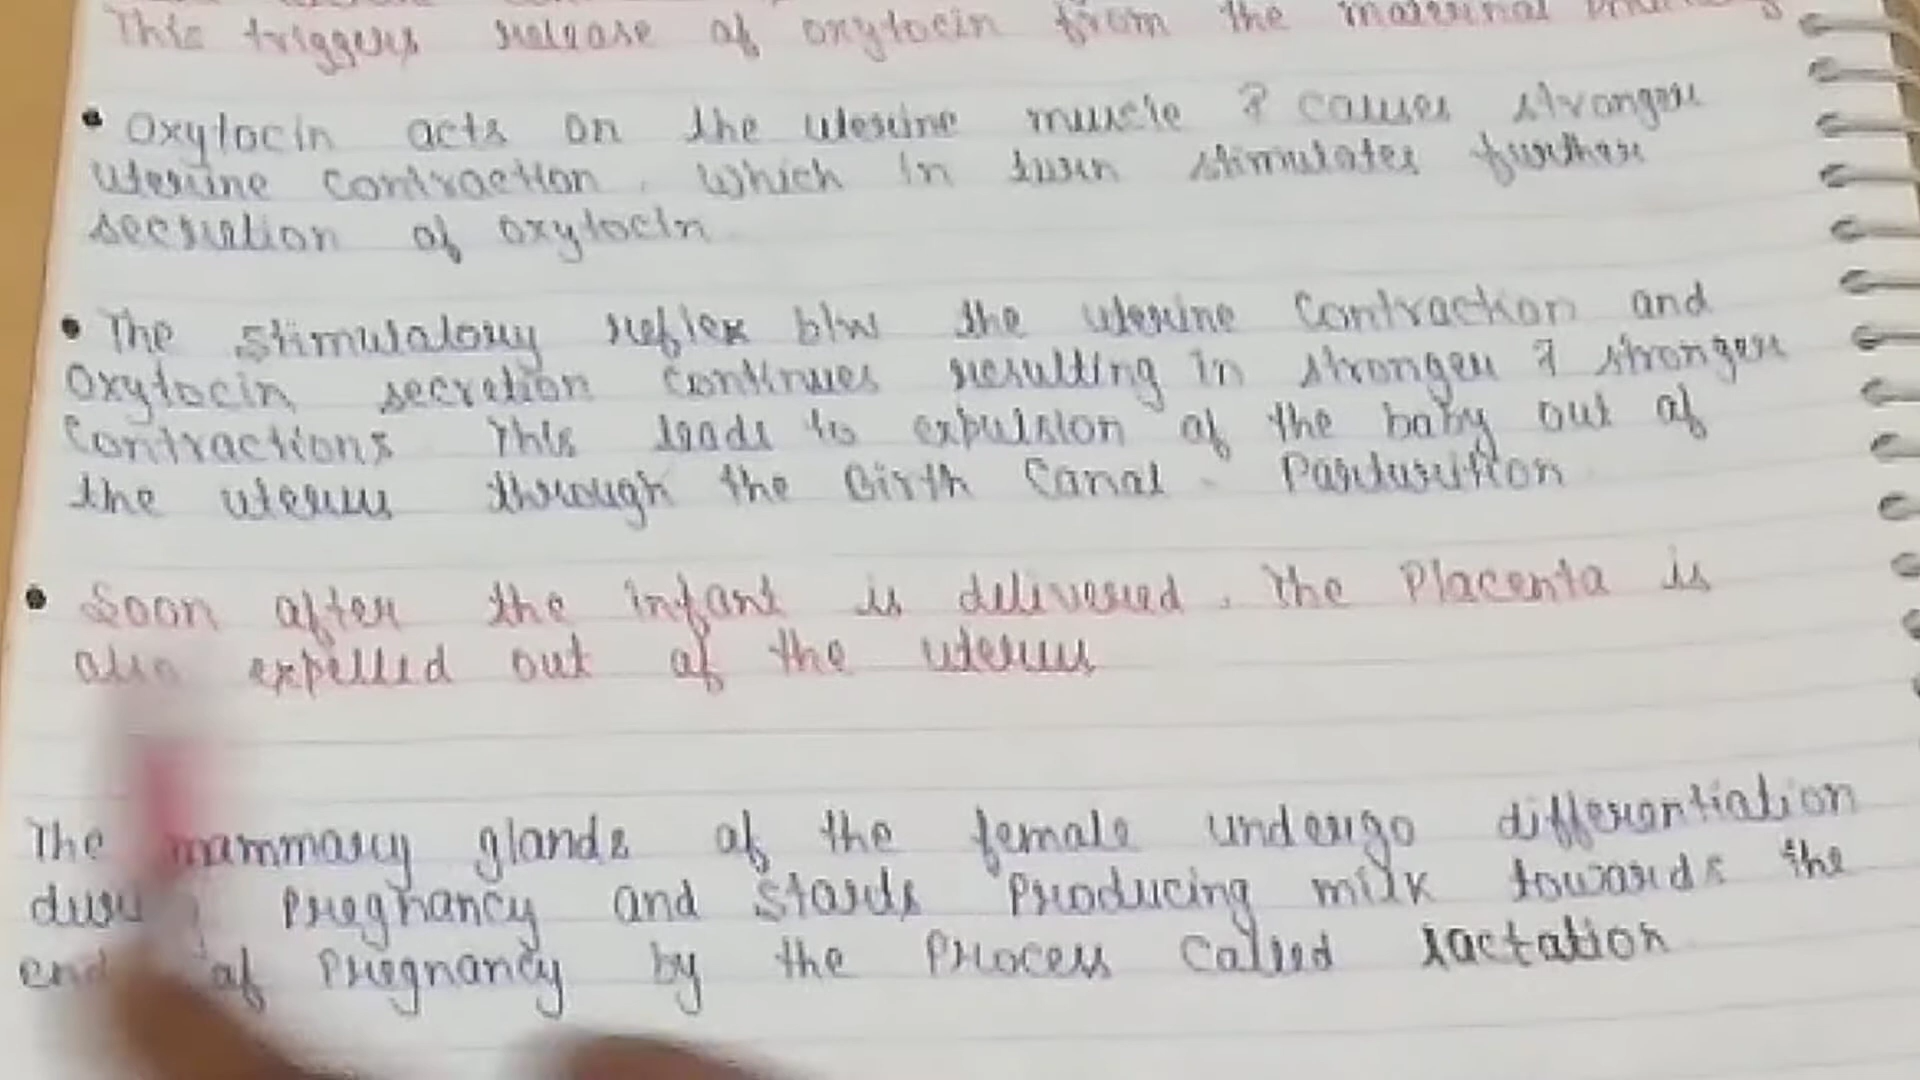 This triggers release of oxytocin from the maternal
• Oxytocin acts on the uterine muscle & causes stronger
uterine contraction, which in turn stimulates further
secretion of oxytocin
• The stimulatory reflex b/w the uterine contraction and
oxytocin secretion continues resulting in stronger & stronger
contractions This leads to expulsion of the baby out of
the uterus through the Birth Canal - Parturition
• Soon after the infant is delivered, the Placenta is
also expelled out of the uterus
The mammary glands of the female undergo differentiation
Pregnancy and starts Producing milk towards the
end of Pregnancy by the Process Called lactation